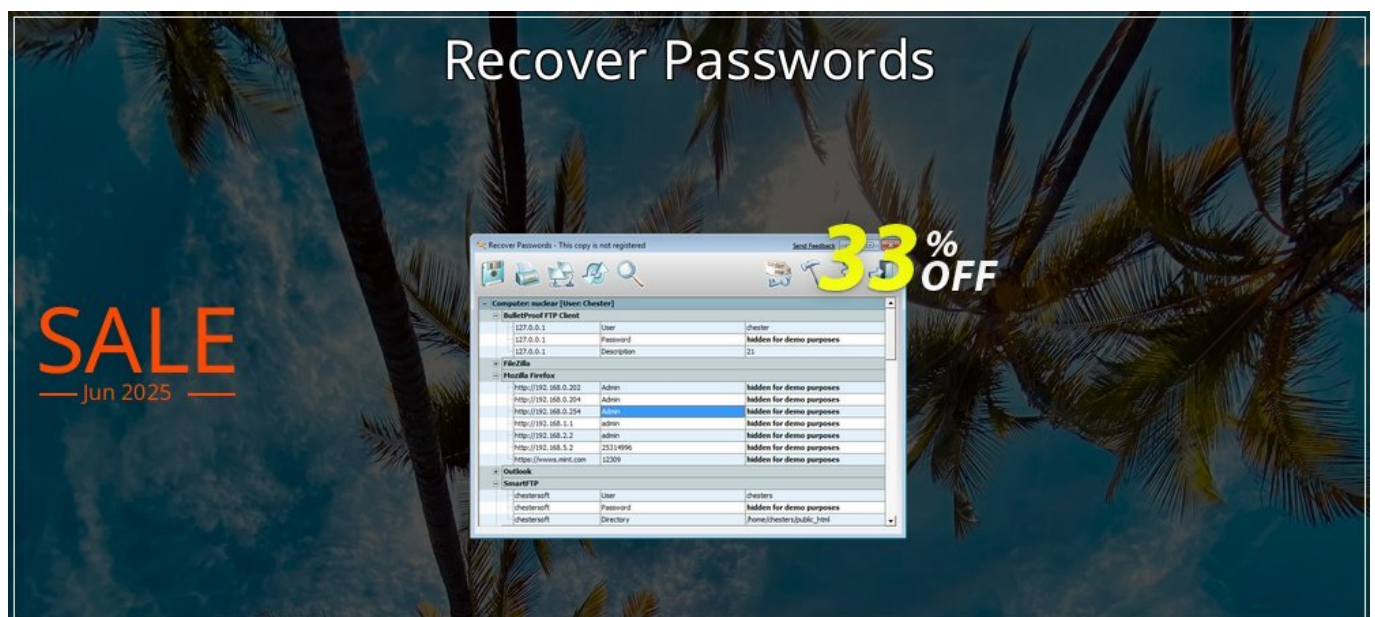 Recover Passwords
SALE
Jun 2025
33 % OFF
Recover Passwords - This copy is not registered Send Feedback
Computer: nuclear [User: Chester]
BulletProof FTP Client
127.0.0.1 User chester
127.0.0.1 Password hidden for demo purposes
127.0.0.1 Description 21
FileZilla
Mozilla Firefox
http://192.168.0.202 Admin hidden for demo purposes
http://192.168.0.204 Admin hidden for demo purposes
http://192.168.0.254 Admin hidden for demo purposes
http://192.168.1.1 admin hidden for demo purposes
http://192.168.2.2 admin hidden for demo purposes
http://192.168.5.2 25314996 hidden for demo purposes
12309 hidden for demo purposes
Outlook
SmartFTP
chestersoft User chesters
chestersoft Password hidden for demo purposes
chestersoft Directory /home/chesters/public_html